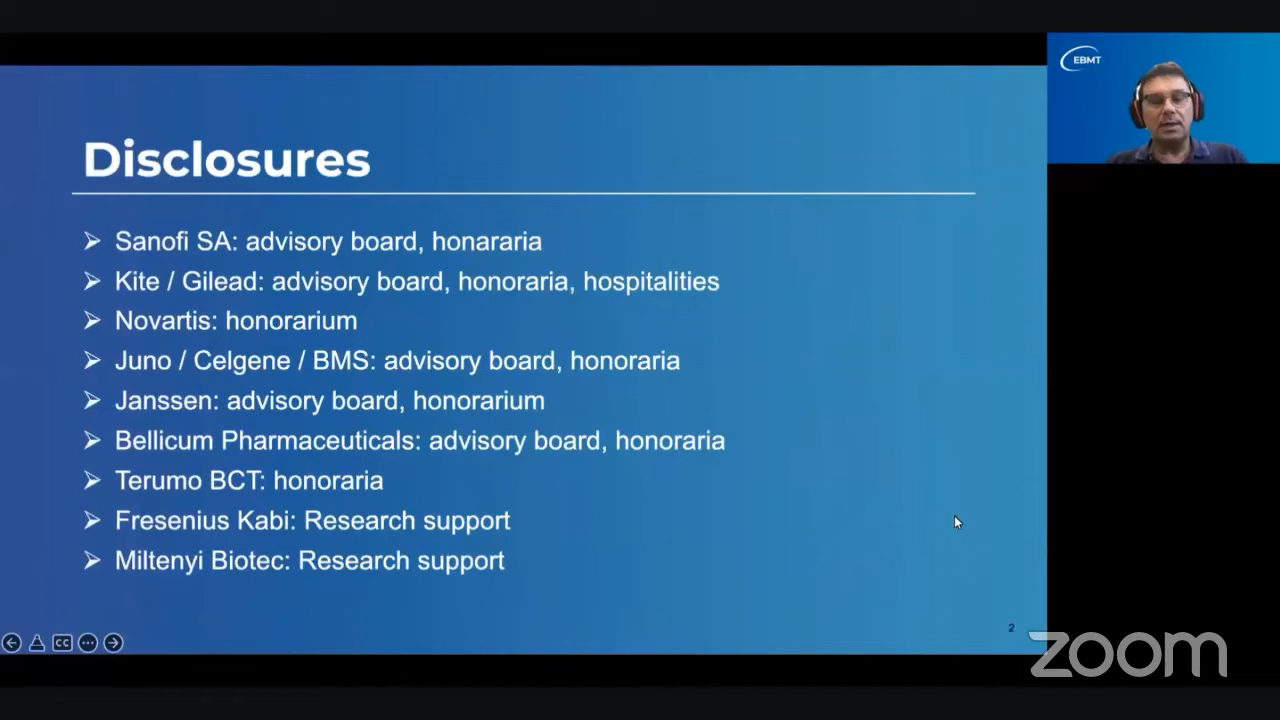 EBMT
Disclosures
Sanofi SA: advisory board, honararia
Kite / Gilead: advisory board, honoraria, hospitalities
Novartis: honorarium
Juno / Celgene / BMS: advisory board, honoraria
Janssen: advisory board, honorarium
Bellicum Pharmaceuticals: advisory board, honoraria
Terumo BCT: honoraria
Fresenius Kabi: Research support
Miltenyi Biotec: Research support
2
CC
zoom